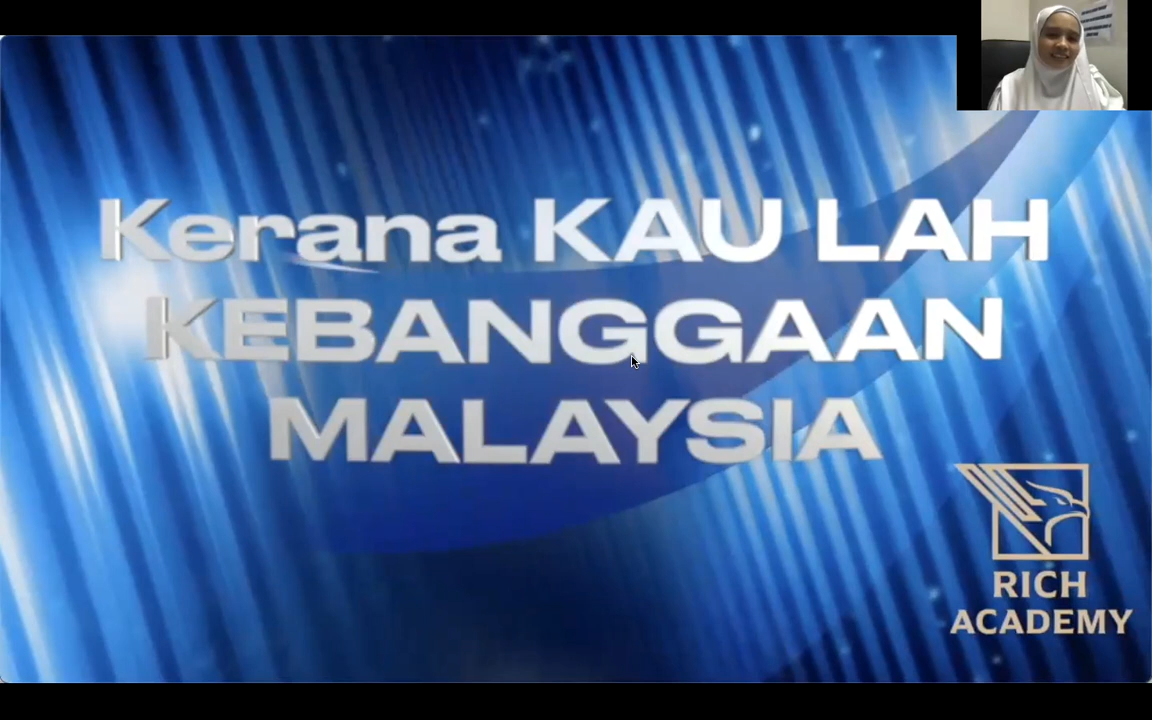 Kerana KAU LAH
KEBANGGAAN
MALAYSIA
RICH
ACADEMY